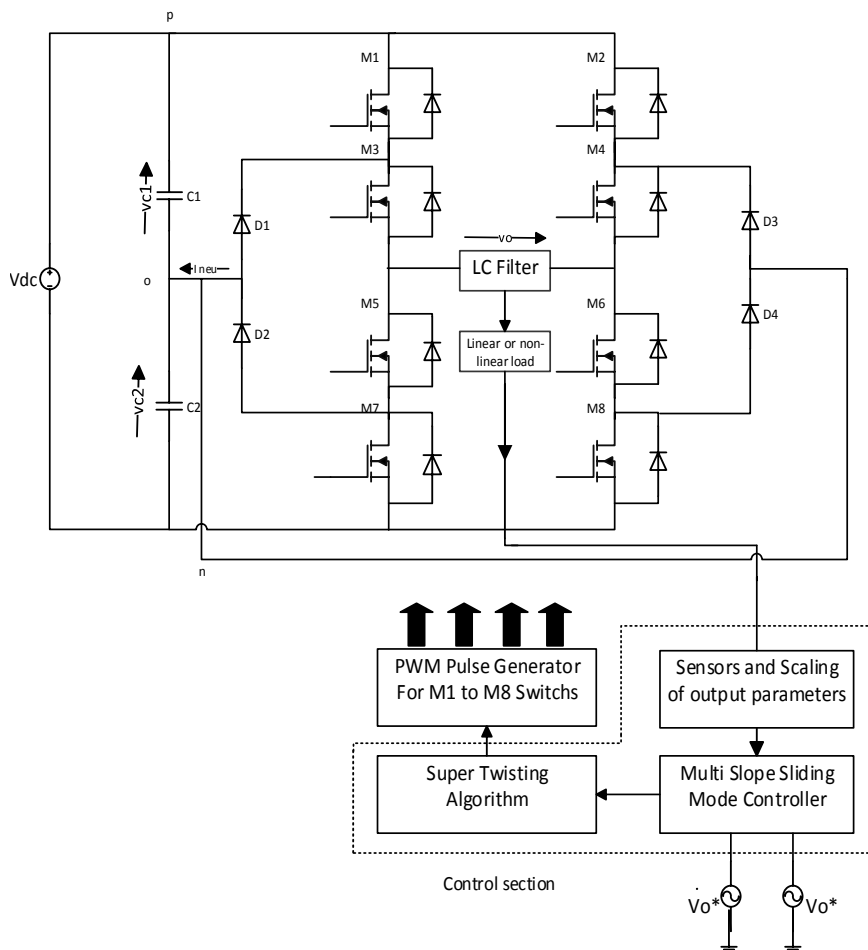 p
M1
M2
M3
M4
vc1
C1
D1
D3
vo
I neu
LC Filter
Vdc
o
M5
M6
D2
D4
Linear or non-
linear load
vc2
C2
M7
M8
n
PWM Pulse Generator
For M1 to M8 Switchs
Sensors and Scaling
of output parameters
Super Twisting
Algorithm
Multi Slope Sliding
Mode Controller
Control section
V̇o*
Vo*